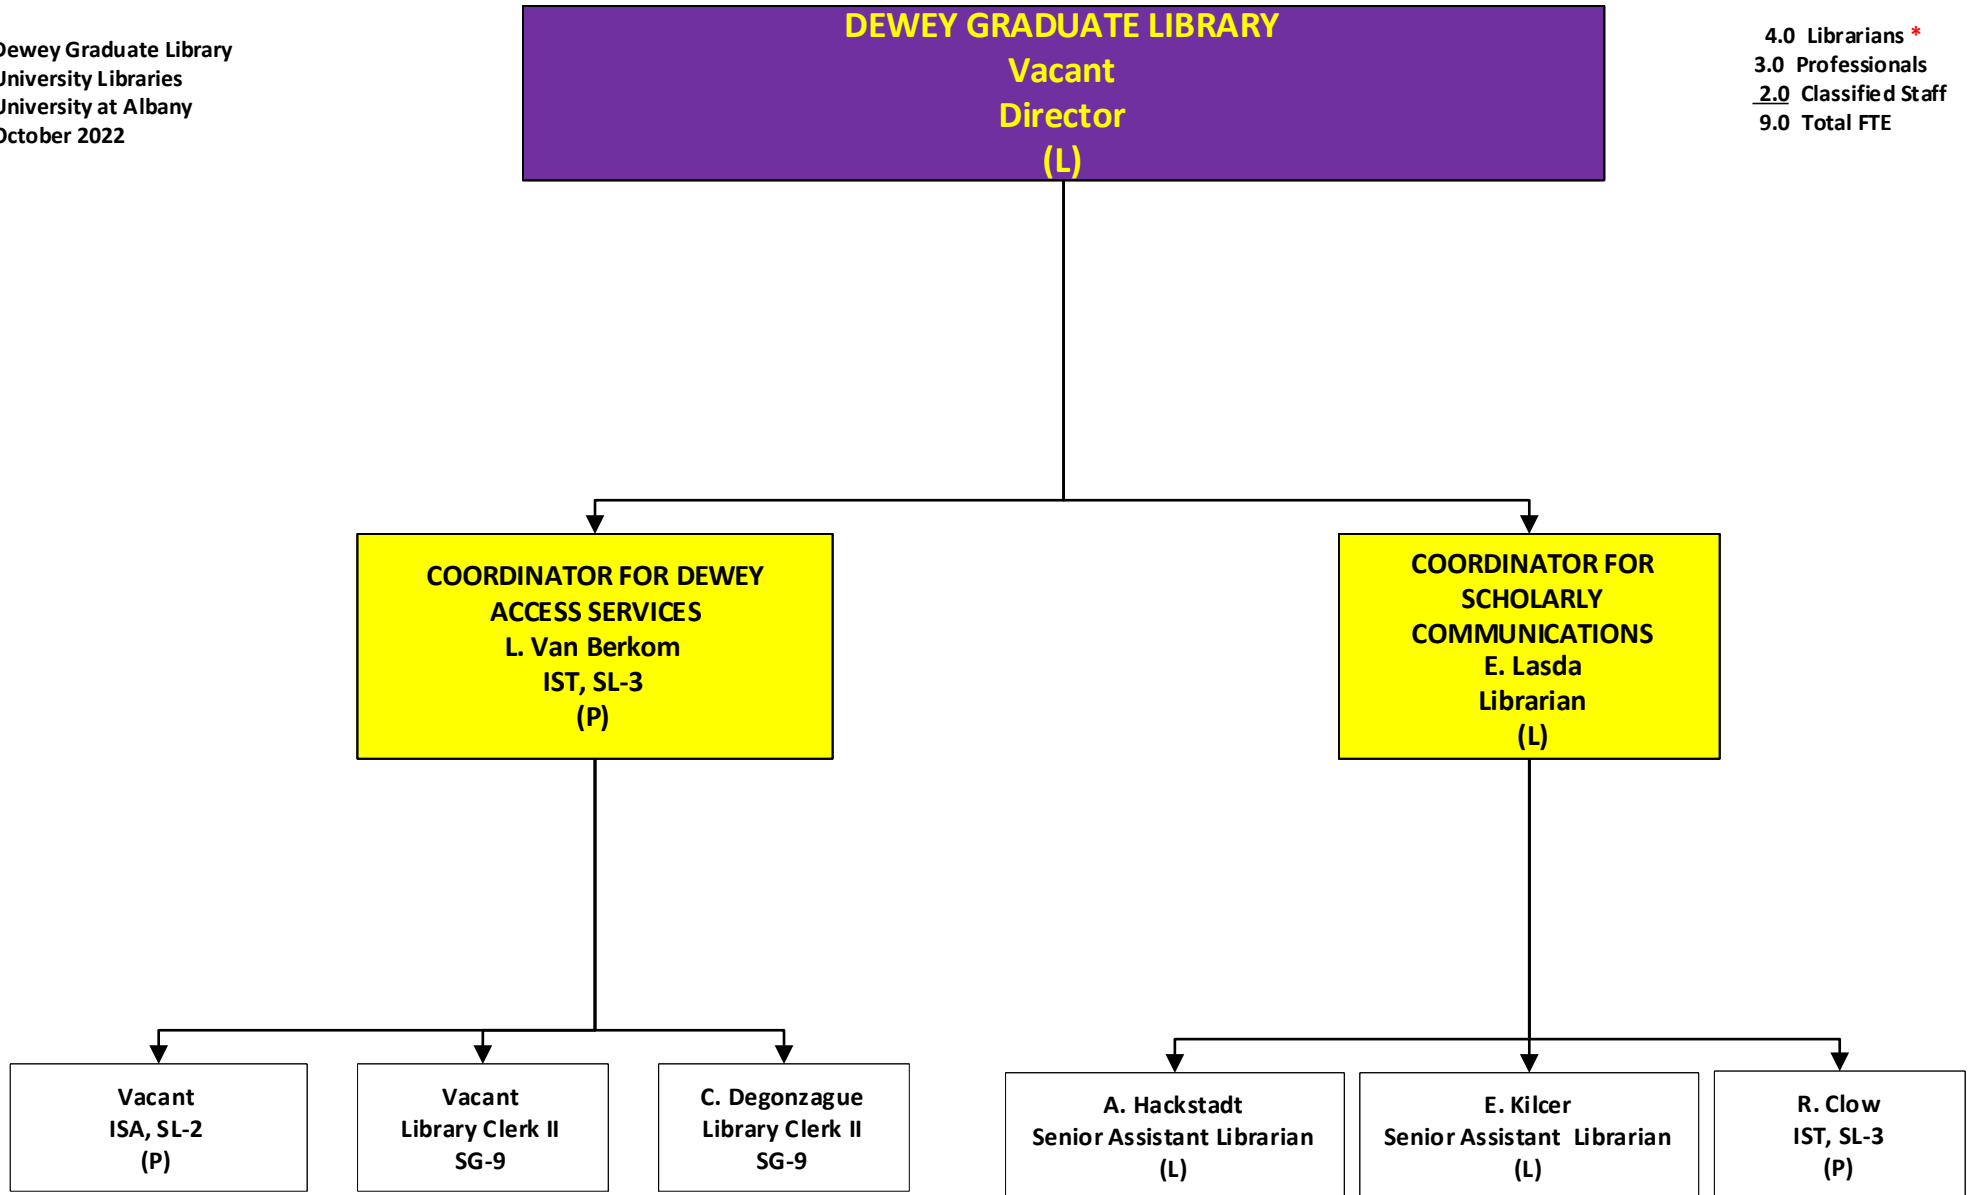 Dewey Graduate Library
University Libraries
University at Albany
October 2022
DEWEY GRADUATE LIBRARY
Vacant
Director
(L)
4.0 Librarians *
3.0 Professionals
2.0 Classified Staff
9.0 Total FTE
COORDINATOR FOR DEWEY
ACCESS SERVICES
L. Van Berkom
IST, SL-3
(P)
COORDINATOR FOR
SCHOLARLY
COMMUNICATIONS
E. Lasda
Librarian
(L)
Vacant
ISA, SL-2
(P)
Vacant
Library Clerk II
SG-9
C. Degonzague
Library Clerk II
SG-9
A. Hackstadt
Senior Assistant Librarian
(L)
E. Kilcer
Senior Assistant Librarian
(L)
R. Clow
IST, SL-3
(P)